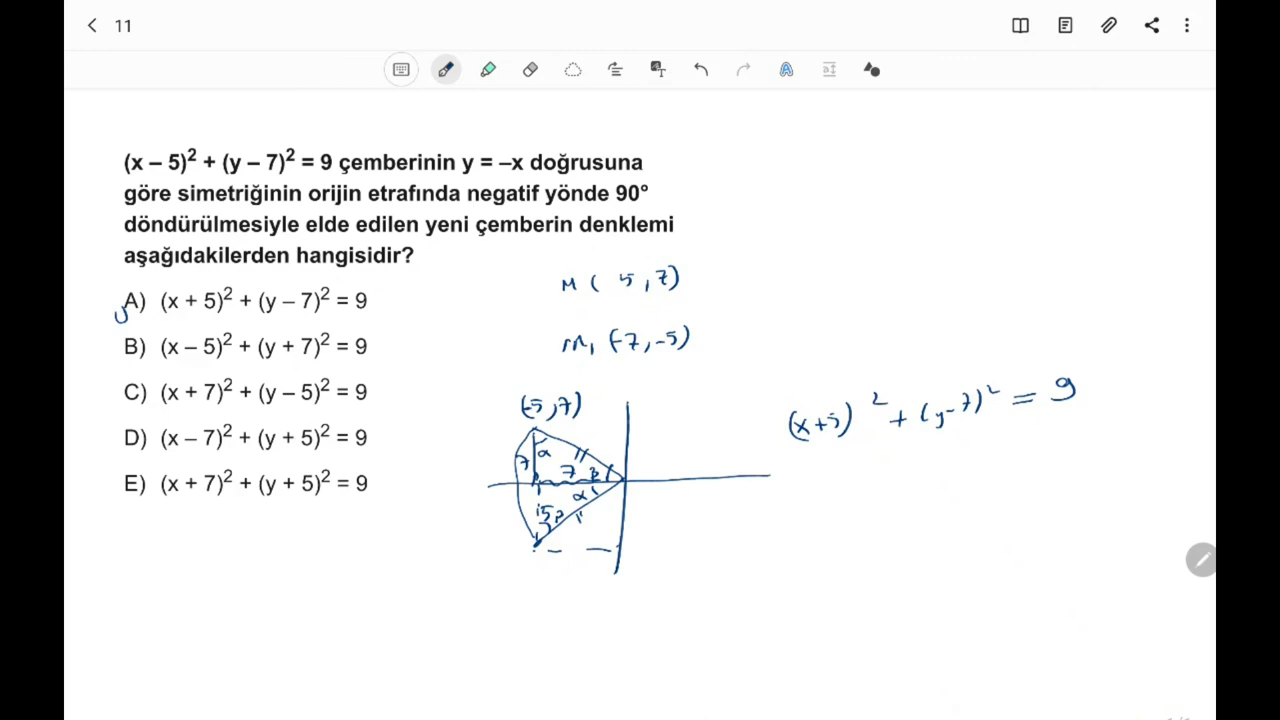 11
(x – 5)² + (y – 7)² = 9 çemberinin y = –x doğrusuna
göre simetriğinin orijin etrafında negatif yönde 90°
döndürülmesiyle elde edilen yeni çemberin denklemi
aşağıdakilerden hangisidir?
A) (x + 5)² + (y – 7)² = 9
B) (x – 5)² + (y + 7)² = 9
C) (x + 7)² + (y – 5)² = 9
D) (x – 7)² + (y + 5)² = 9
E) (x + 7)² + (y + 5)² = 9
M ( 5, 7)
M₁ (-7, -5)
(-5, 7)
(x+5)² + (y-7)² = 9
α
7
7
β
α
5
β